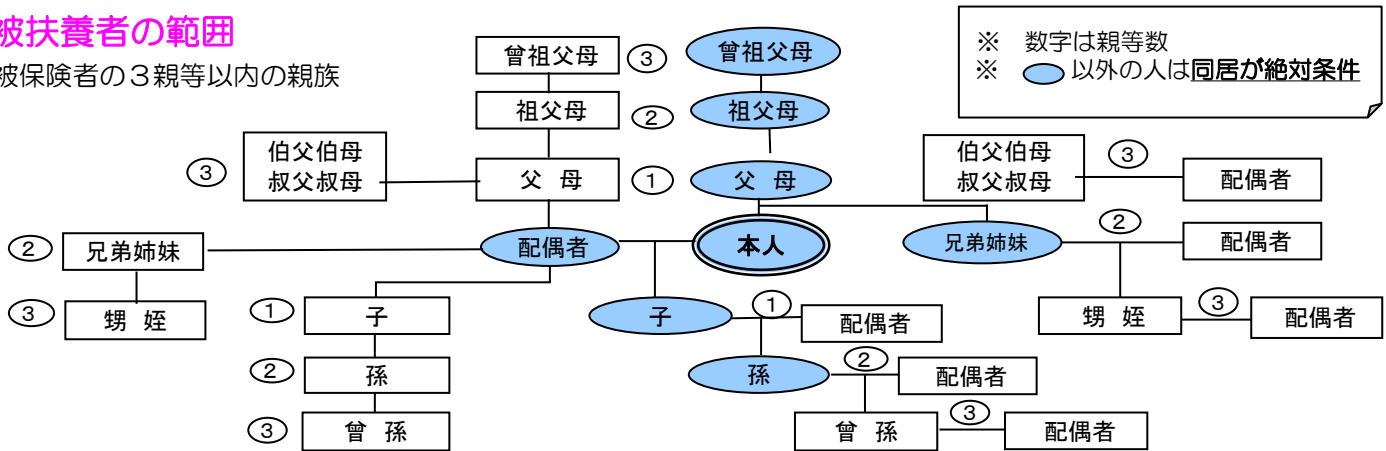 被扶養者の範囲
被保険者の３親等以内の親族
※ 数字は親等数
※ 以外の人は同居が絶対条件
曾祖父母 ③ 曾祖父母
祖父母 ② 祖父母
③ 伯父伯母
叔父叔母
父 母 ① 父 母
伯父伯母
叔父叔母
③ 配偶者
② 兄弟姉妹 配偶者 本人 兄弟姉妹 ② 配偶者
③ 甥 姪
① 子
子 ① 配偶者
甥 姪 ③ 配偶者
② 孫
孫 ② 配偶者
③ 曾 孫
曾 孫 ③ 配偶者